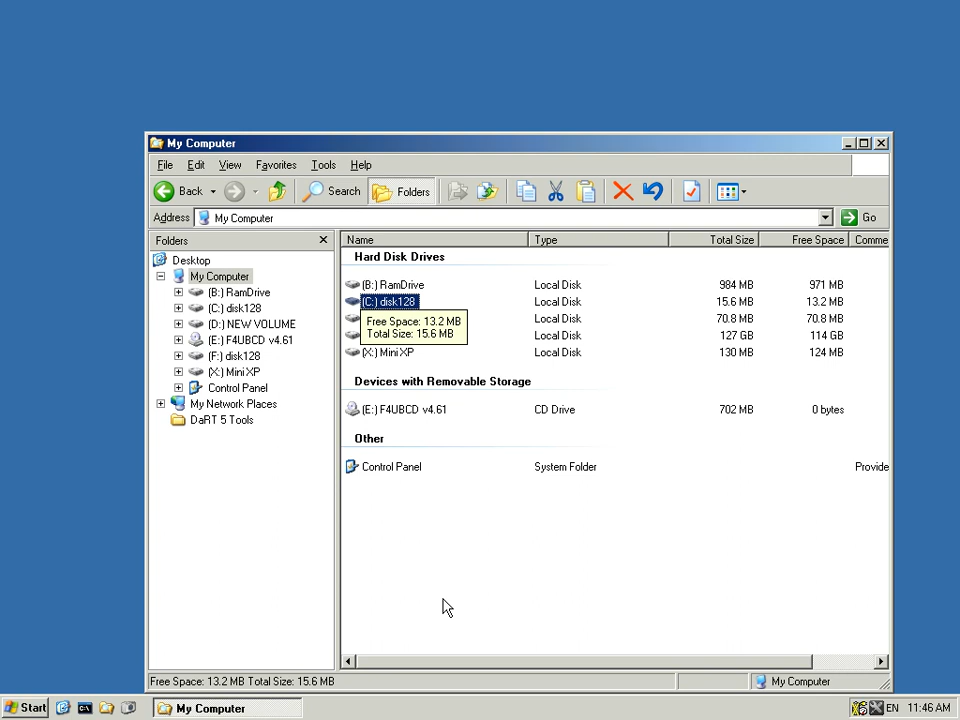 My Computer
File Edit View Favorites Tools Help
Back Search Folders
Address My Computer Go
Folders
Desktop
My Computer
(B:) RamDrive
(C:) disk128
(D:) NEW VOLUME
(E:) F4UBCD v4.61
(F:) disk128
(X:) Mini XP
Control Panel
My Network Places
DaRT 5 Tools
Name Type Total Size Free Space Comme
Hard Disk Drives
(B:) RamDrive Local Disk 984 MB 971 MB
(C:) disk128 Local Disk 15.6 MB 13.2 MB
Local Disk 70.8 MB 70.8 MB
Local Disk 127 GB 114 GB
Free Space: 13.2 MB
Total Size: 15.6 MB
(X:) Mini XP Local Disk 130 MB 124 MB
Devices with Removable Storage
(E:) F4UBCD v4.61 CD Drive 702 MB 0 bytes
Other
Control Panel System Folder Provide
Free Space: 13.2 MB Total Size: 15.6 MB My Computer
Start My Computer EN 11:46 AM